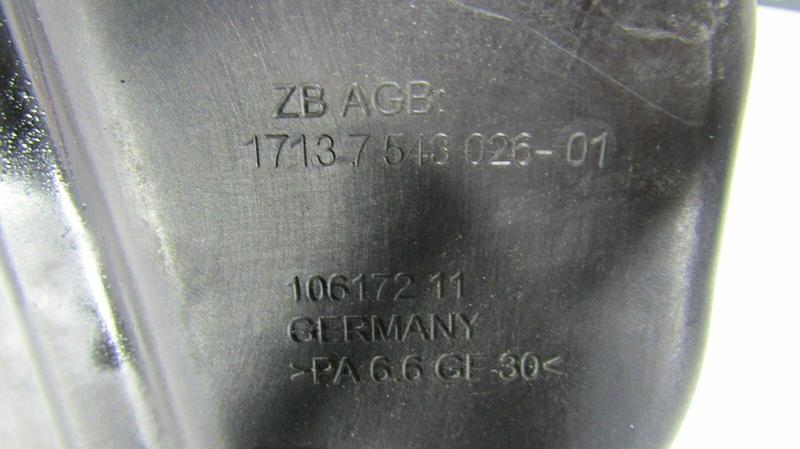 ZB AGB:
1713 7 543 026-01
106172 11
GERMANY
>PA 6.6 GF 30<